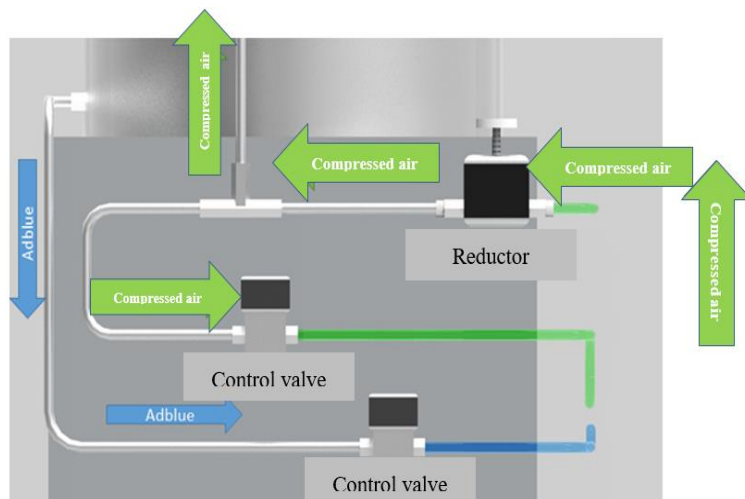 Compressed air
Compressed air
Compressed air
Compressed air
Adblue
Reductor
Compressed air
Control valve
Adblue
Control valve